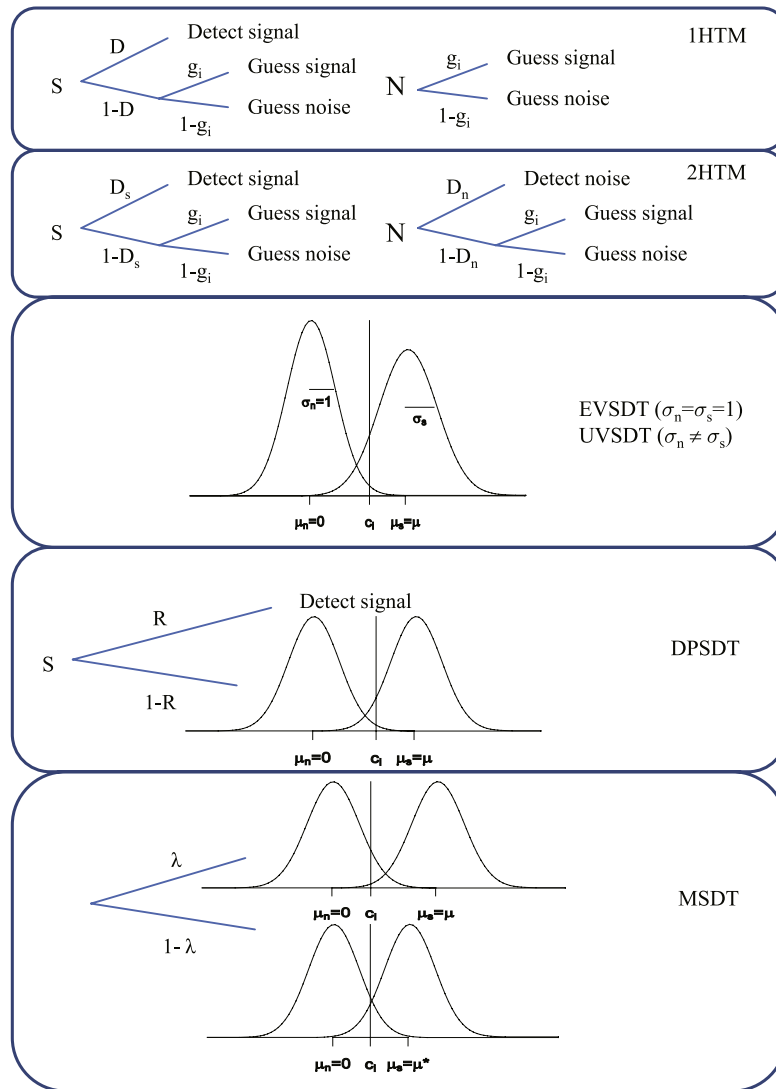 1HTM
D
Detect signal
S
g_i
Guess signal
1-D
Guess noise
1-g_i
N
g_i
Guess signal
Guess noise
1-g_i
2HTM
D_s
Detect signal
S
g_i
Guess signal
1-D_s
Guess noise
1-g_i
D_n
Detect noise
N
g_i
Guess signal
1-D_n
Guess noise
1-g_i
σ_n=1
σ_s
EVSDT (σ_n=σ_s=1)
UVSDT (σ_n ≠ σ_s)
μ_n=0 c_i μ_s=μ
Detect signal
R
S
1-R
DPSDT
μ_n=0 c_i μ_s=μ
λ
μ_n=0 c_i μ_s=μ
MSDT
1- λ
μ_n=0 c_i μ_s=μ*